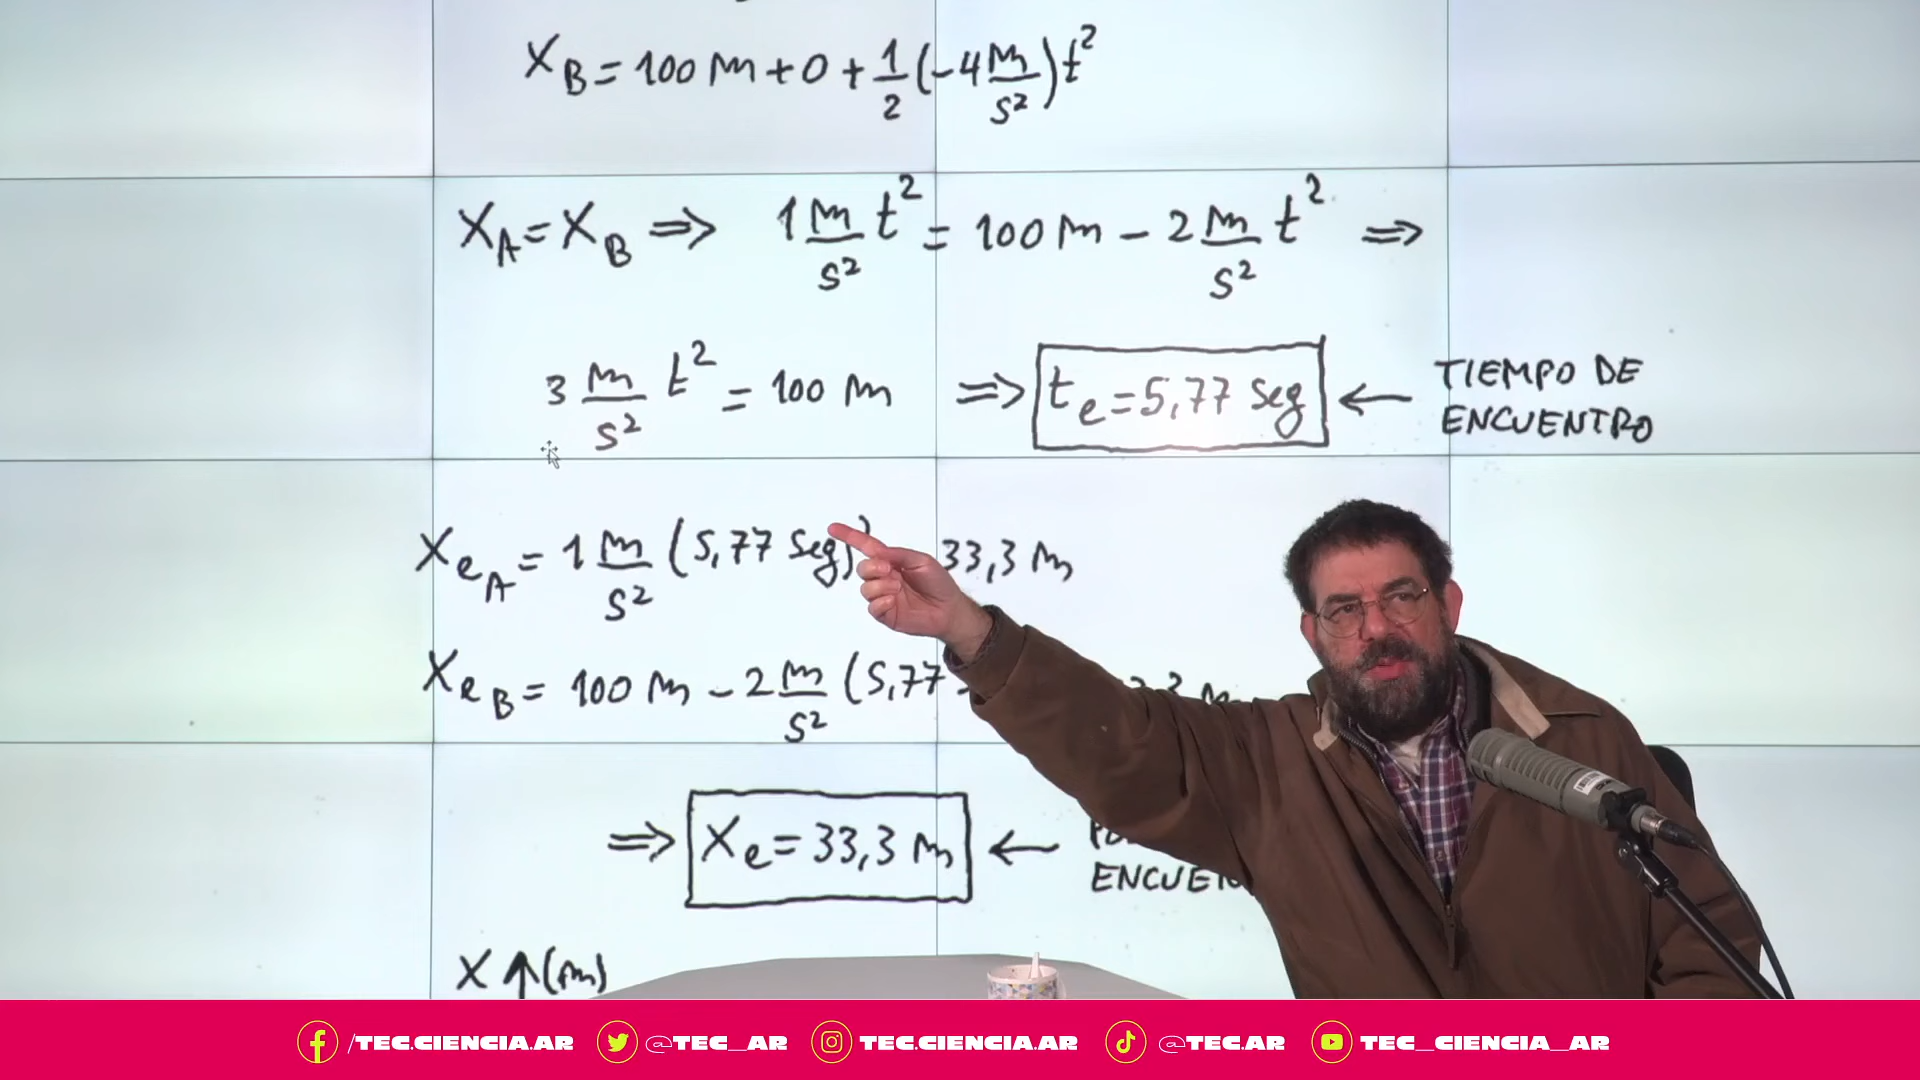 X_B = 100 m + 0 + 1/2 (-4 m/s²) t²
X_A = X_B ⇒ 1 m/s² t² = 100 m - 2 m/s² t² ⇒
3 m/s² t² = 100 m ⇒ t_e = 5,77 seg ← TIEMPO DE
ENCUENTRO
X_eA = 1 m/s² (5,77 seg) 33,3 m
X_eB = 100 m - 2 m/s² (5,77
⇒ X_e = 33,3 m ←
X ↑ (m)
/TEC.CIENCIA.AR @TEC_AR TEC.CIENCIA.AR @TEC.AR TEC_CIENCIA_AR